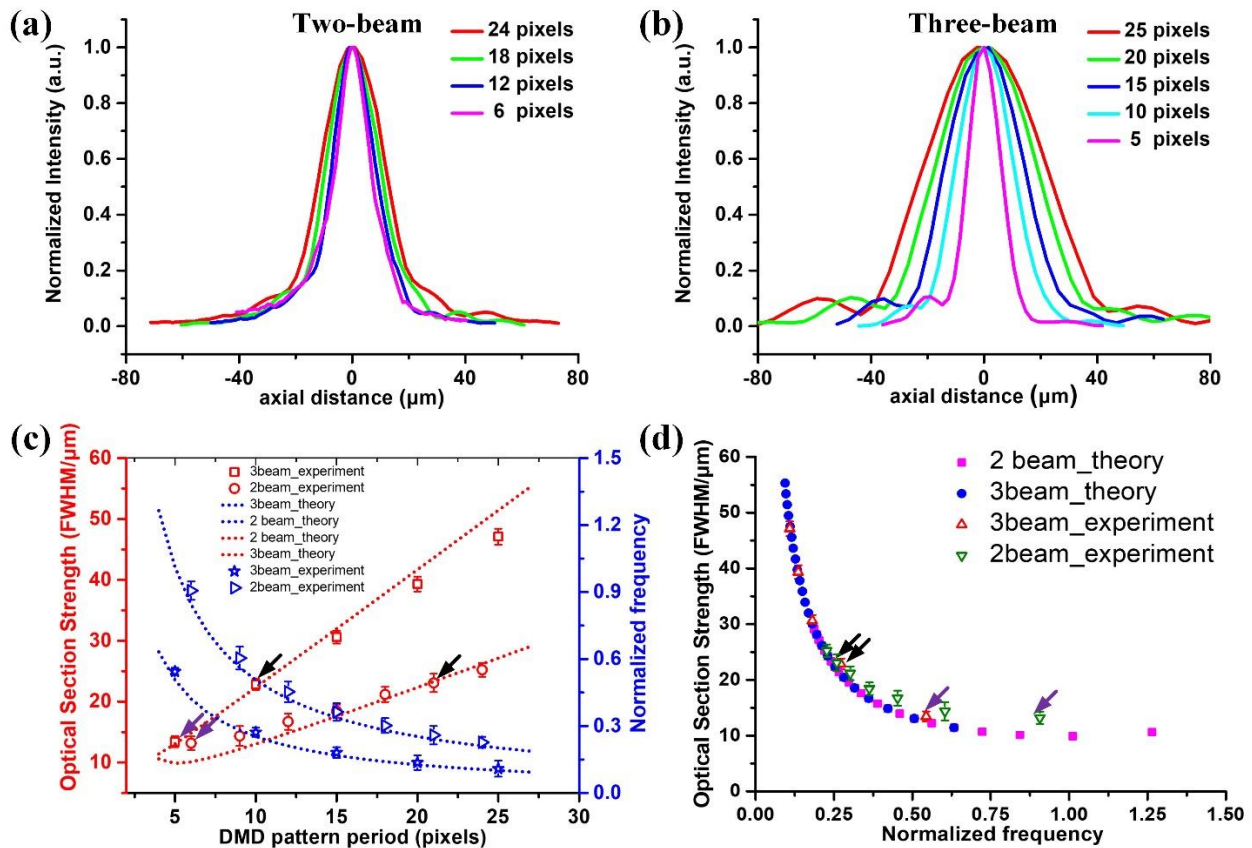 (a)
Two-beam
24 pixels
18 pixels
12 pixels
6 pixels
Normalized Intensity (a.u.)
1.0
0.8
0.6
0.4
0.2
0.0
-80
-40
0
40
80
axial distance (µm)
(b)
Three-beam
25 pixels
20 pixels
15 pixels
10 pixels
5 pixels
Normalized Intensity (a.u.)
1.0
0.8
0.6
0.4
0.2
0.0
-80
-40
0
40
80
axial distance (µm)
(c)
Optical Section Strength (FWHM/µm)
60
50
40
30
20
10
3beam_experiment
2beam_experiment
3beam_theory
2 beam_theory
2 beam_theory
3beam_theory
3beam_experiment
2beam_experiment
1.5
1.2
0.9
0.6
0.3
0.0
Normalized frequency
5
10
15
20
25
30
DMD pattern period (pixels)
(d)
Optical Section Strength (FWHM/µm)
60
50
40
30
20
10
0
2 beam_theory
3beam_theory
3beam_experiment
2beam_experiment
0.00
0.25
0.50
0.75
1.00
1.25
1.50
Normalized frequency